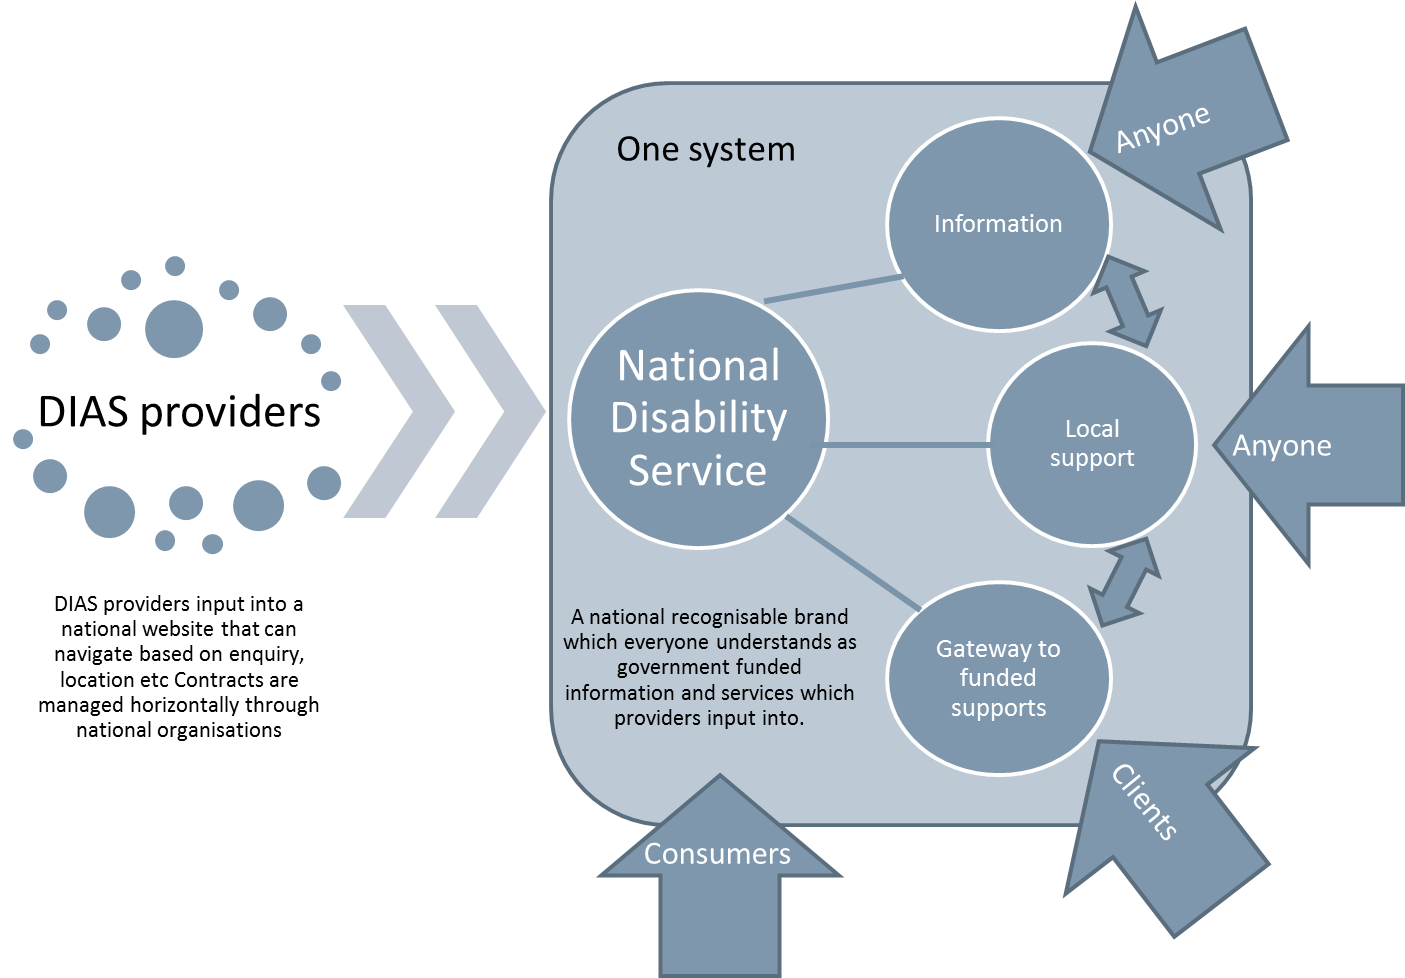 One system
Anyone
Information
DIAS providers
National
Disability
Service
Local
support
Anyone
DIAS providers input into a
national website that can
navigate based on enquiry,
location etc Contracts are
managed horizontally through
national organisations
A national recognisable brand
which everyone understands as
government funded
information and services which
providers input into.
Gateway to
funded
supports
Consumers
Clients